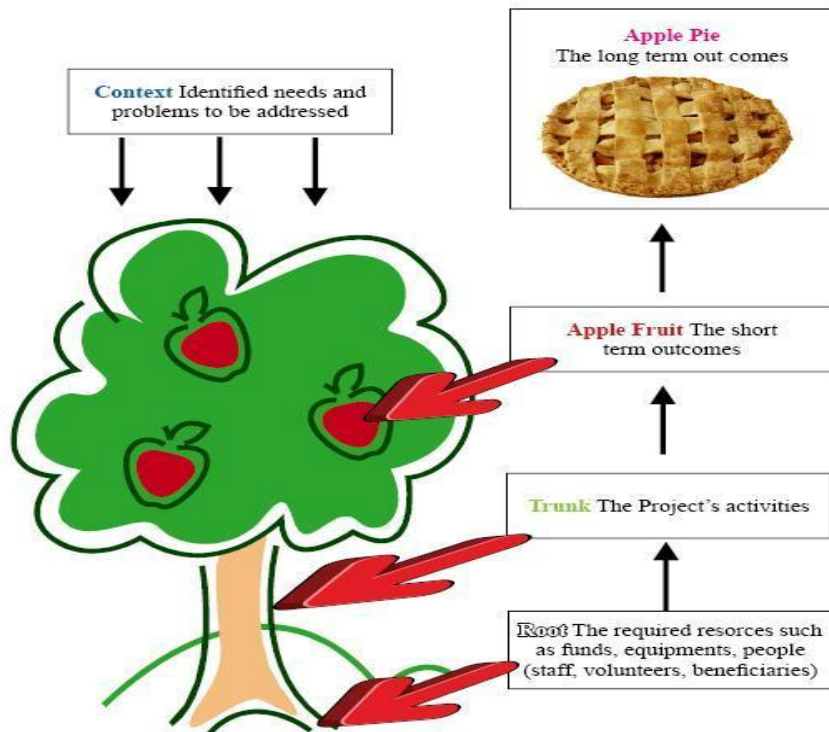 Context Identified needs and
problems to be addressed
Apple Pie
The long term out comes
Apple Fruit The short
term outcomes
Trunk The Project's activities
Root The required resorces such
as funds, equipments, people
(staff, volunteers, beneficiaries)